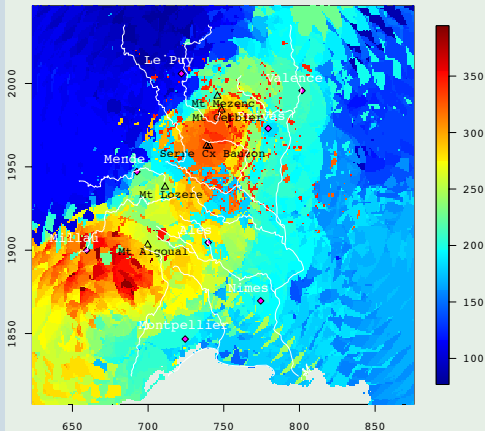 Le Puy
Valence
Mt Mezenc
Mt Gerbier
Serre Cx Bauzon
Mende
Mt Lozere
Millau
Mt Aigoual
Nimes
Montpellier
2000
1950
1900
1850
650
700
750
800
850
350
300
250
200
150
100